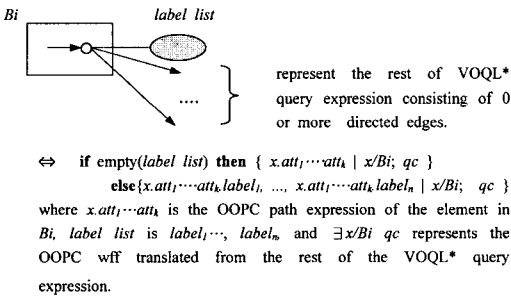 Bi label list
represent the rest of VOQL*
....
query expression consisting of 0
or more directed edges.
⇔ if empty(label list) then { x.att₁···attₖ | x/Bi; qc }
else{x.att₁····attₖ.label₁, ..., x.att₁····attₖ.labelₙ | x/Bi; qc }
where x.att₁···attₖ is the OOPC path expression of the element in
Bi, label list is label₁···, labelₙ, and ∃x/Bi qc represents the
OOPC wff translated from the rest of the VOQL* query
expression.